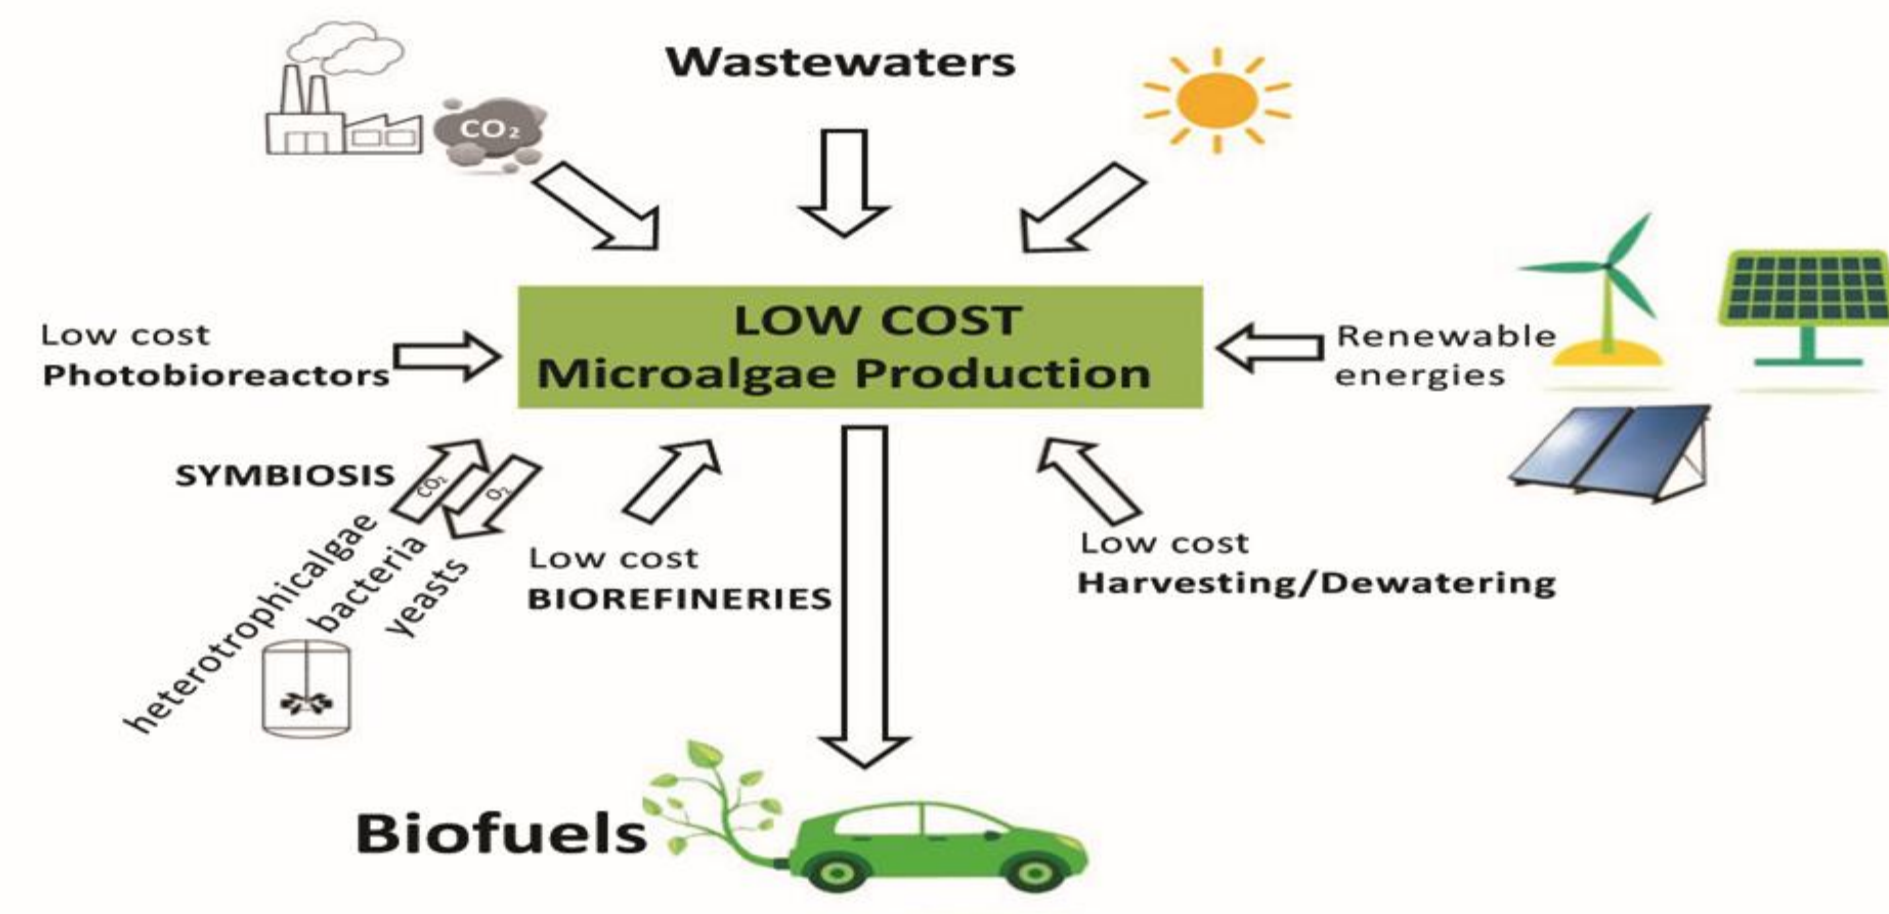 Wastewaters
CO₂
LOW COST
Microalgae Production
Low cost
Photobioreactors
Renewable
energies
SYMBIOSIS
CO₂
O₂
heterotrophicalgae
bacteria
yeasts
Low cost
BIOREFINERIES
Low cost
Harvesting/Dewatering
Biofuels